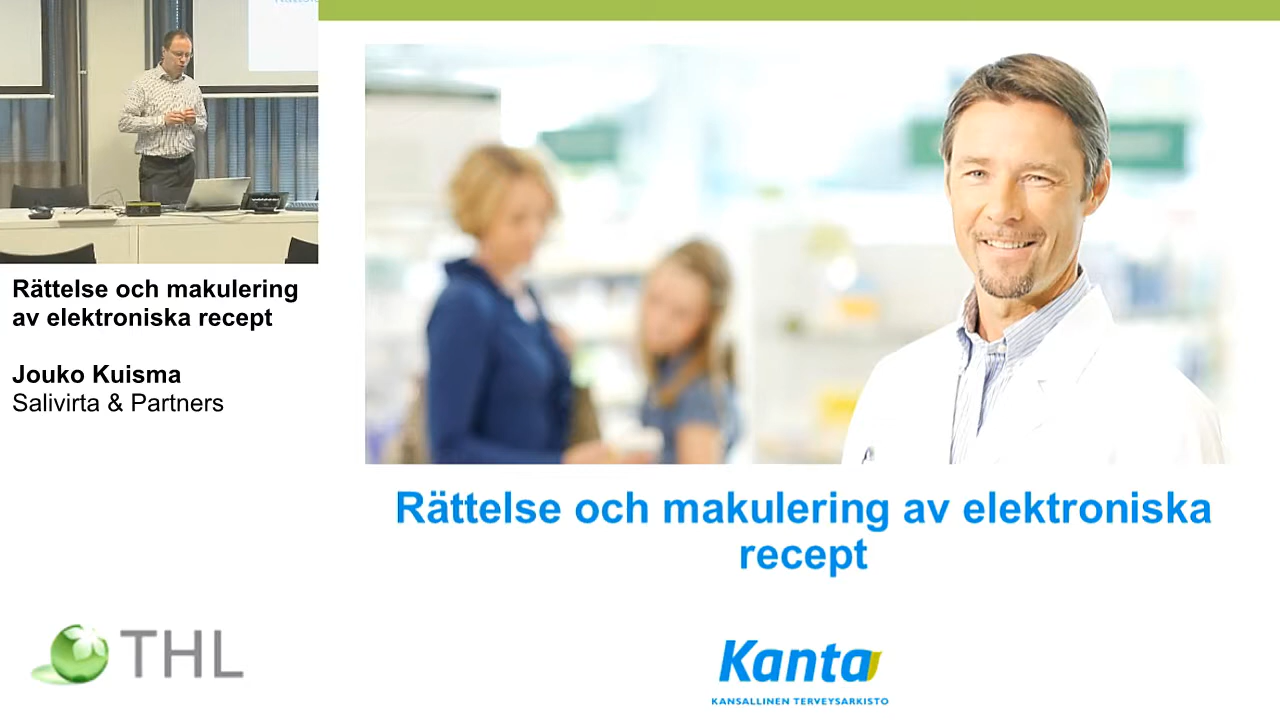 Rättelse och makulering
av elektroniska recept
Jouko Kuisma
Salivirta & Partners
THL
Rättelse och makulering av elektroniska
recept
Kanta
KANSALLINEN TERVEYSARKISTO